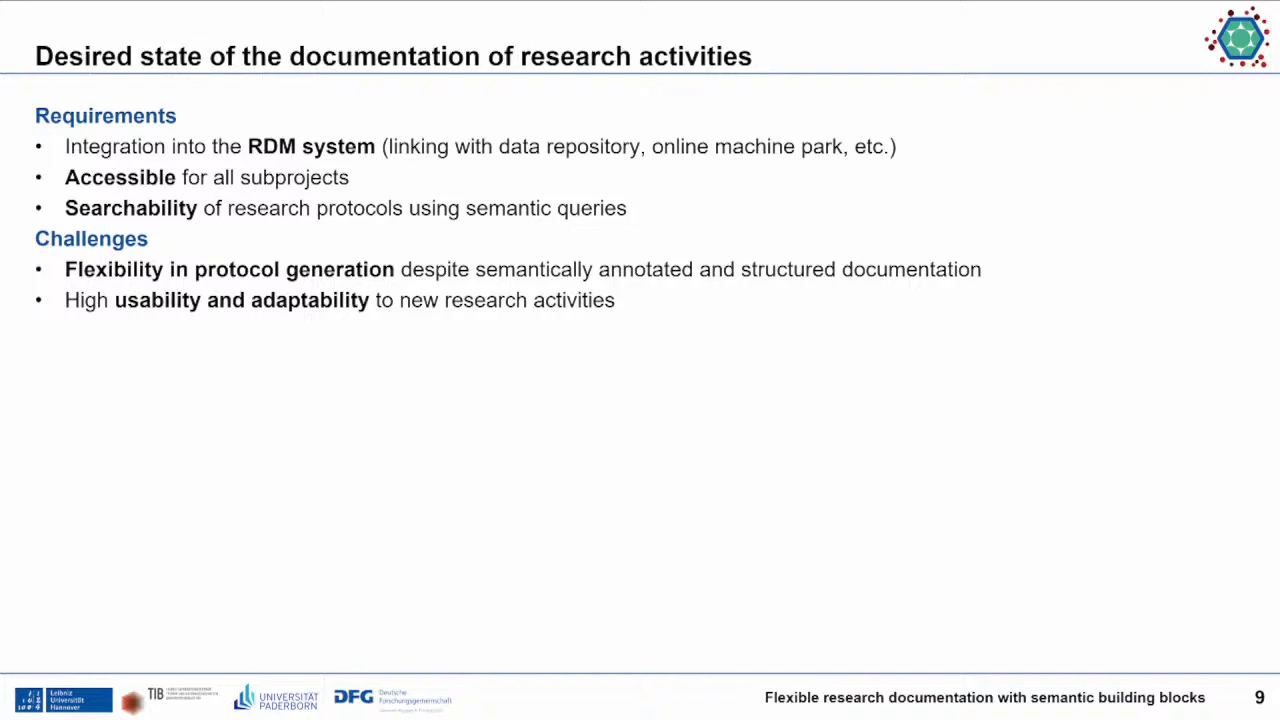 Desired state of the documentation of research activities
Requirements
• Integration into the RDM system (linking with data repository, online machine park, etc.)
• Accessible for all subprojects
• Searchability of research protocols using semantic queries
Challenges
• Flexibility in protocol generation despite semantically annotated and structured documentation
• High usability and adaptability to new research activities
Leibniz
Universität
Hannover
TIB
UNIVERSITÄT
PADERBORN
DFG
Deutsche
Forschungsgemeinschaft
Flexible research documentation with semantic building blocks
9